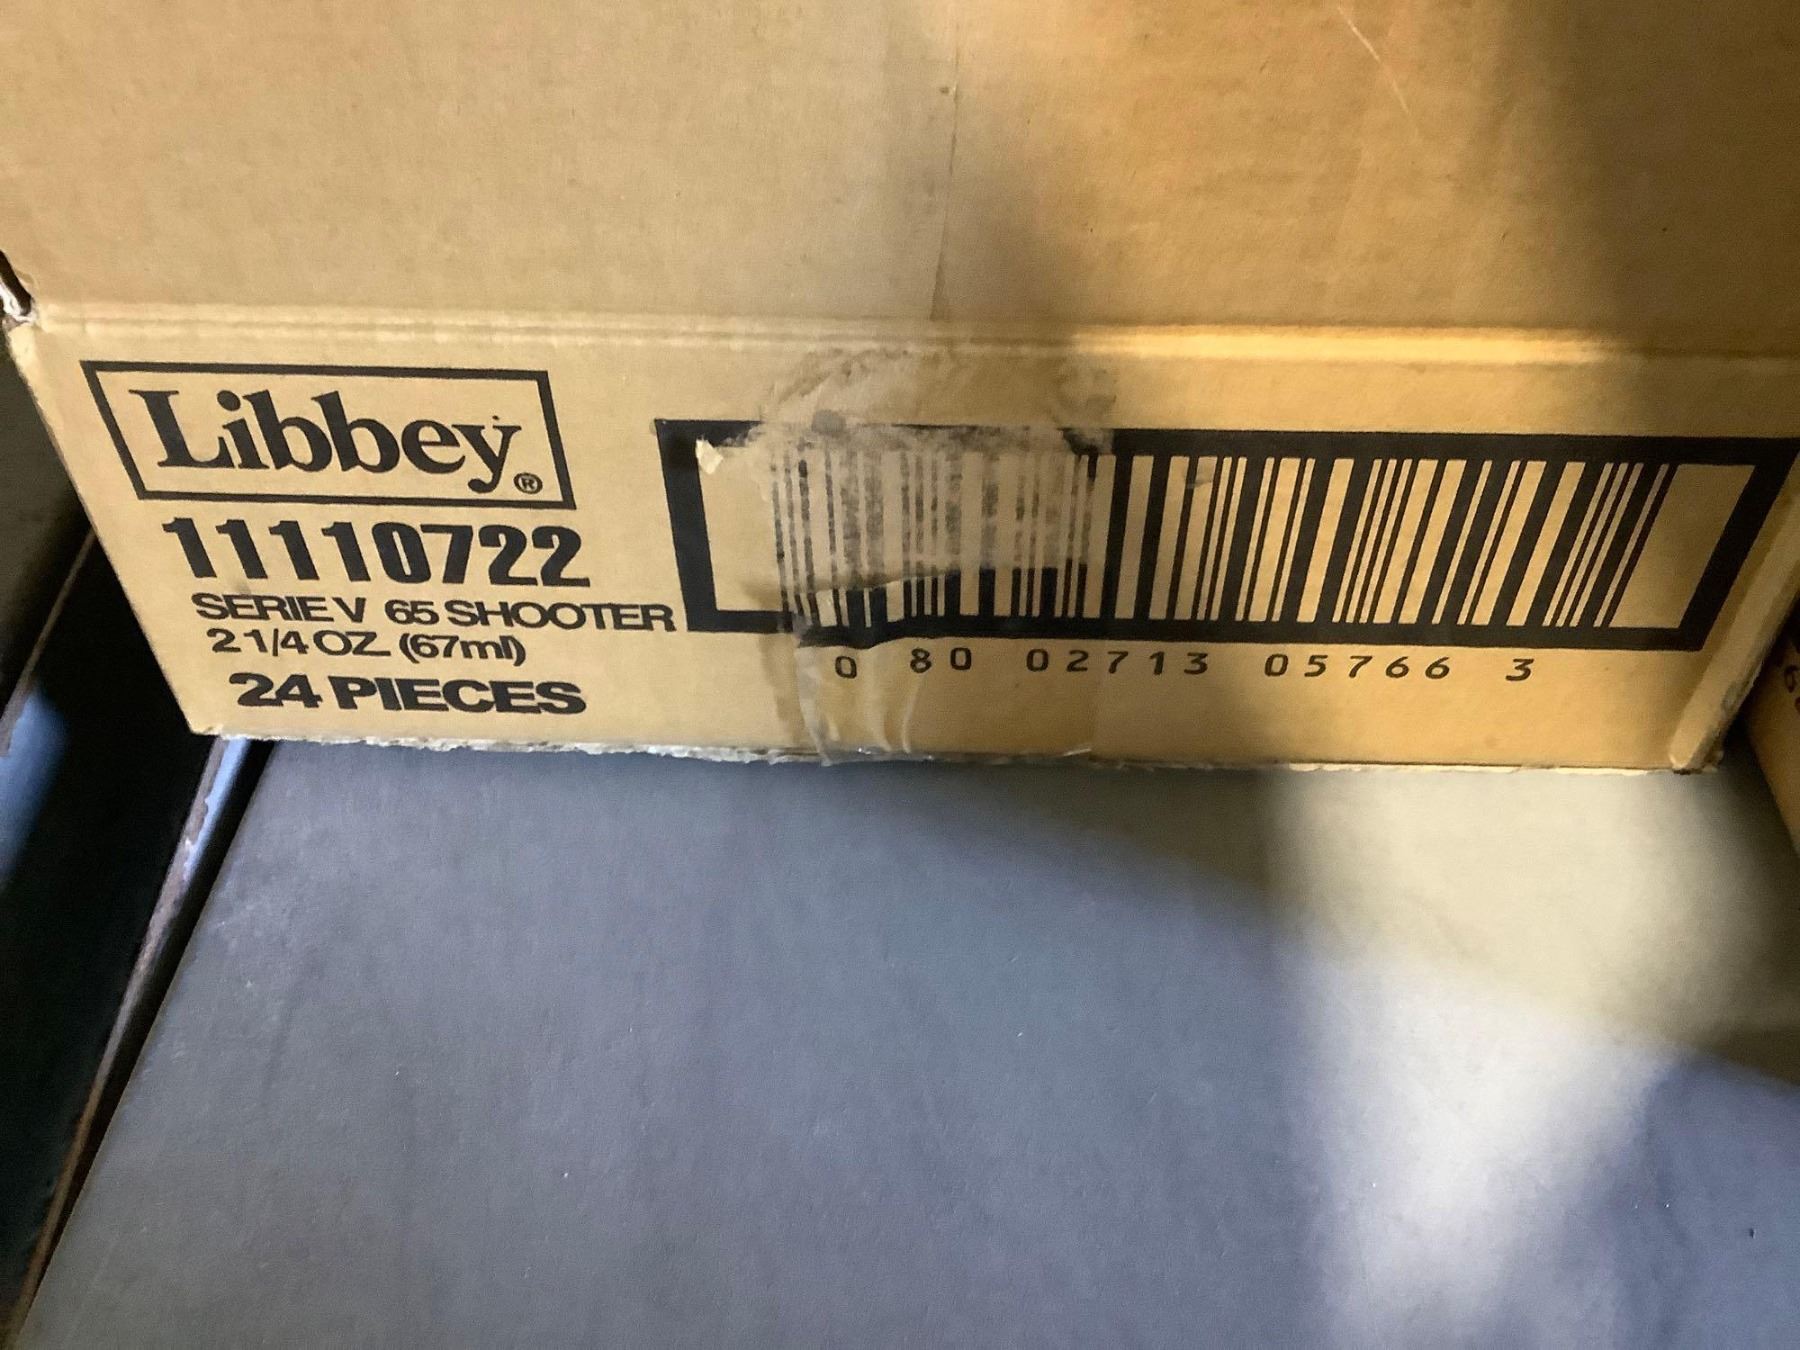 Libbey®
11110722
SERIE V 65 SHOOTER
2 1/4 OZ. (67ml)
24 PIECES
0 80 02713 05766 3